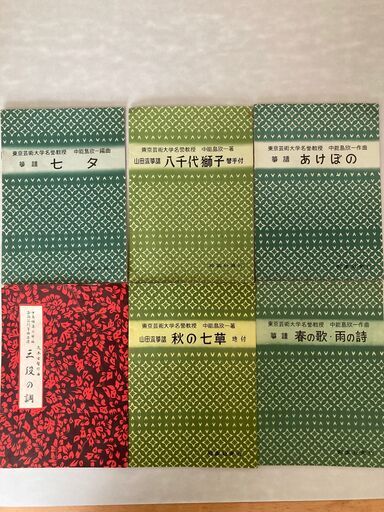 東京芸術大学名誉教授　中能島欣一編曲
箏譜　七夕
東京芸術大学名誉教授　中能島欣一著
山田流箏譜　八千代獅子　替手付
東京芸術大学名誉教授　中能島欣一作曲
箏譜　あけぼの
三段の調
東京芸術大学名誉教授　中能島欣一著
山田流箏譜　秋の七草　地付
東京芸術大学名誉教授　中能島欣一作曲
箏譜　春の歌・雨の詩